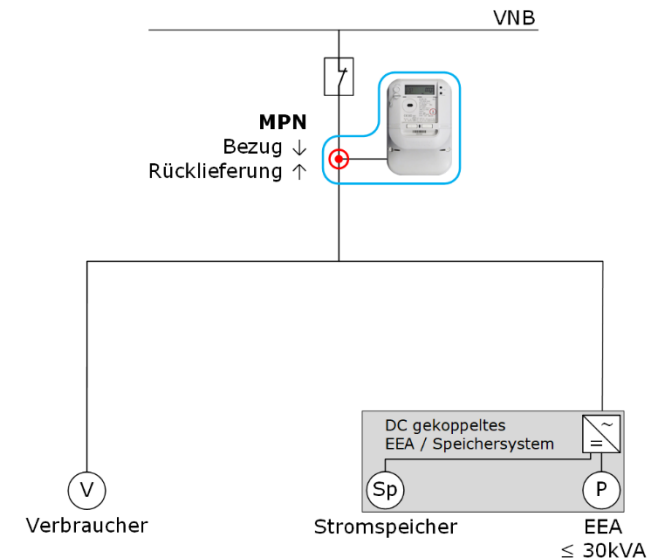 VNB
MPN
Bezug ↓
Rücklieferung ↑
DC gekoppeltes
EEA / Speichersystem
~
=
Sp
P
V
Verbraucher
Stromspeicher
EEA
≤ 30kVA